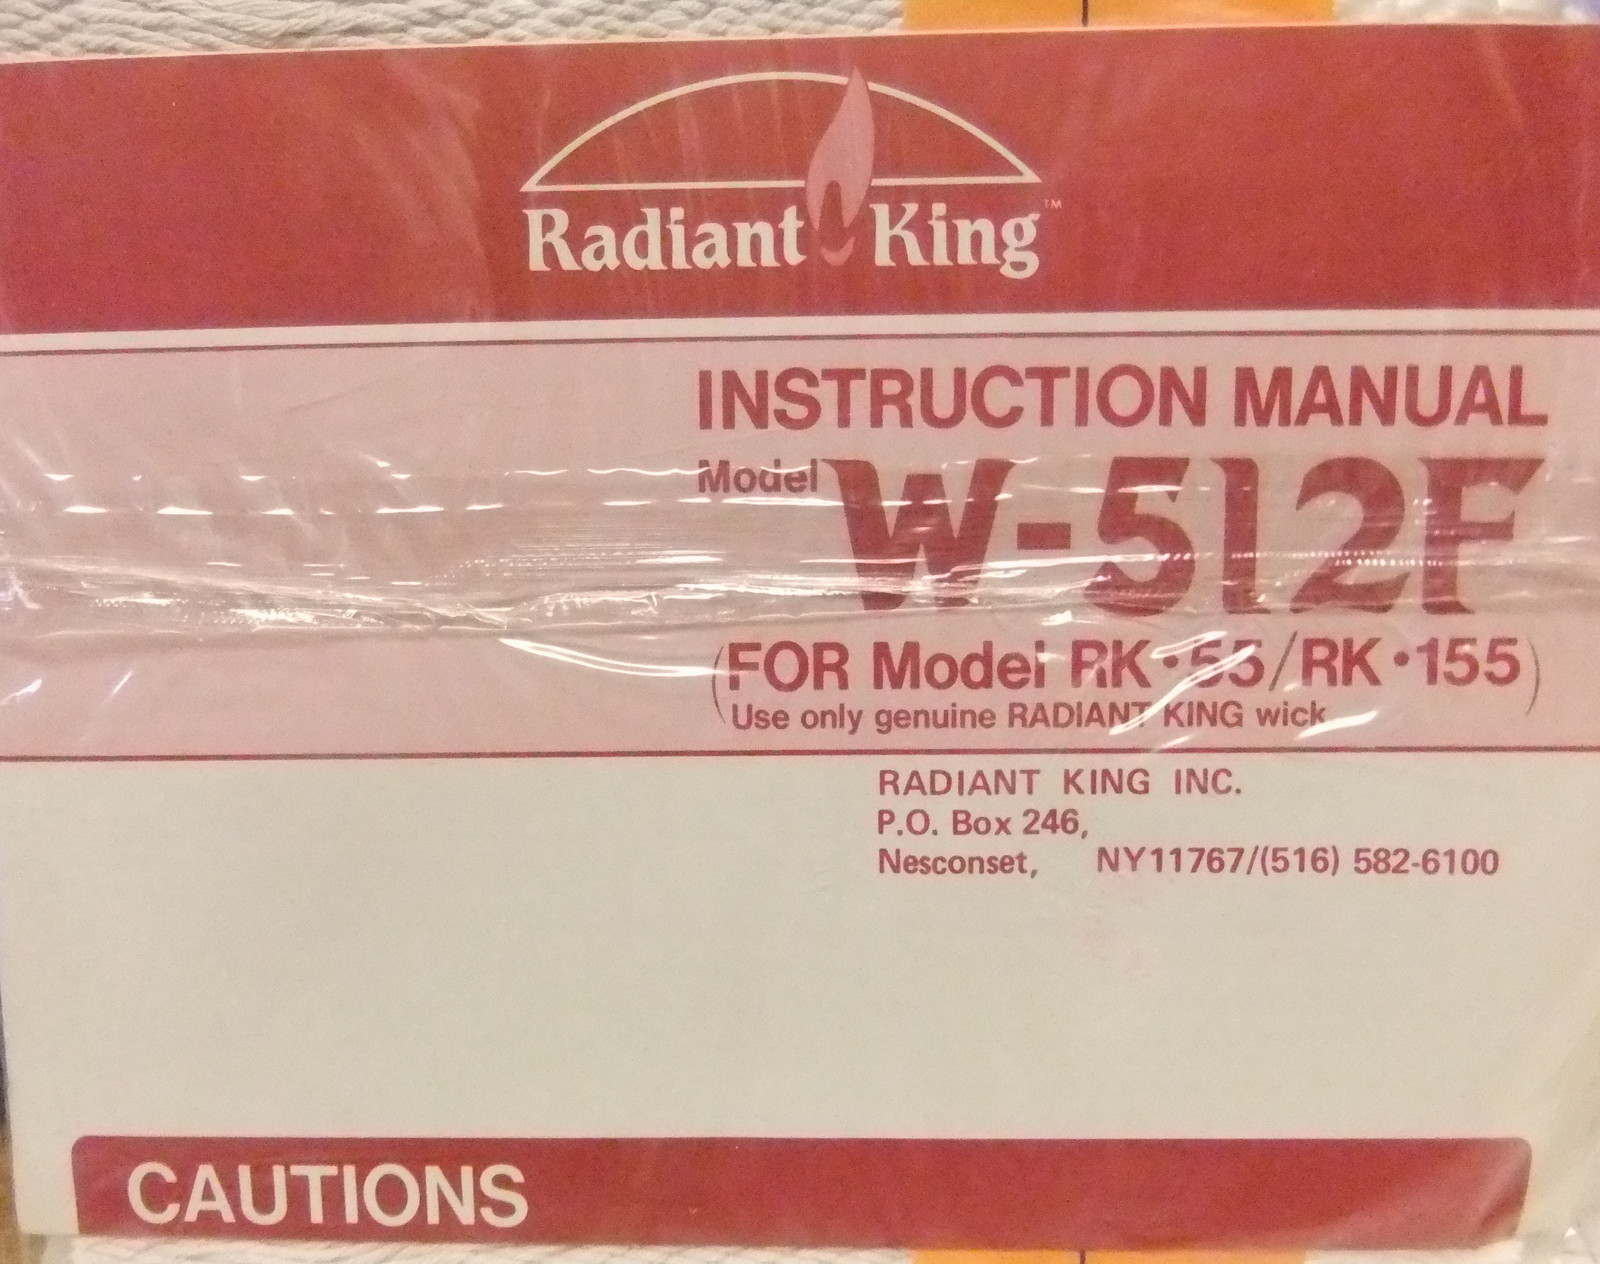 Radiant King™
INSTRUCTION MANUAL
Model W-512F
(FOR Model RK·55/RK·155
Use only genuine RADIANT KING wick)
RADIANT KING INC.
P.O. Box 246,
Nesconset, NY11767/(516) 582-6100
CAUTIONS